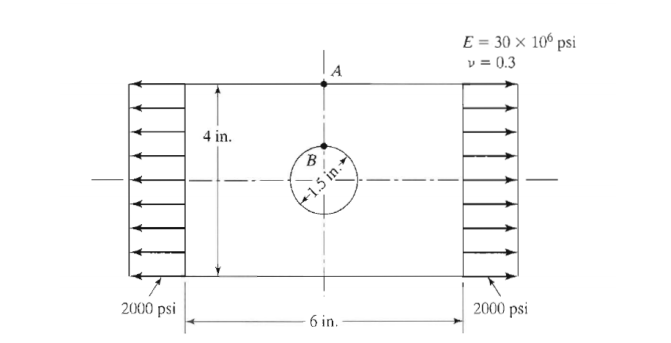 E = 30 × 10⁶ psi
ν = 0.3
A
4 in.
B
1.5 in.
2000 psi
2000 psi
6 in.